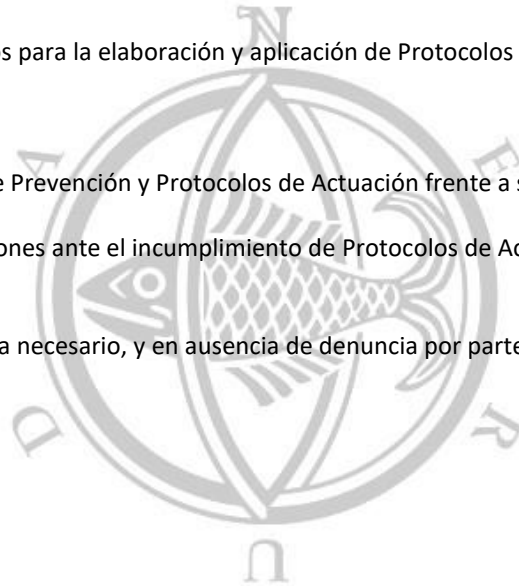 os para la elaboración y aplicación de Protocolos
e Prevención y Protocolos de Actuación frente a s
ones ante el incumplimiento de Protocolos de Ac
a necesario, y en ausencia de denuncia por parte